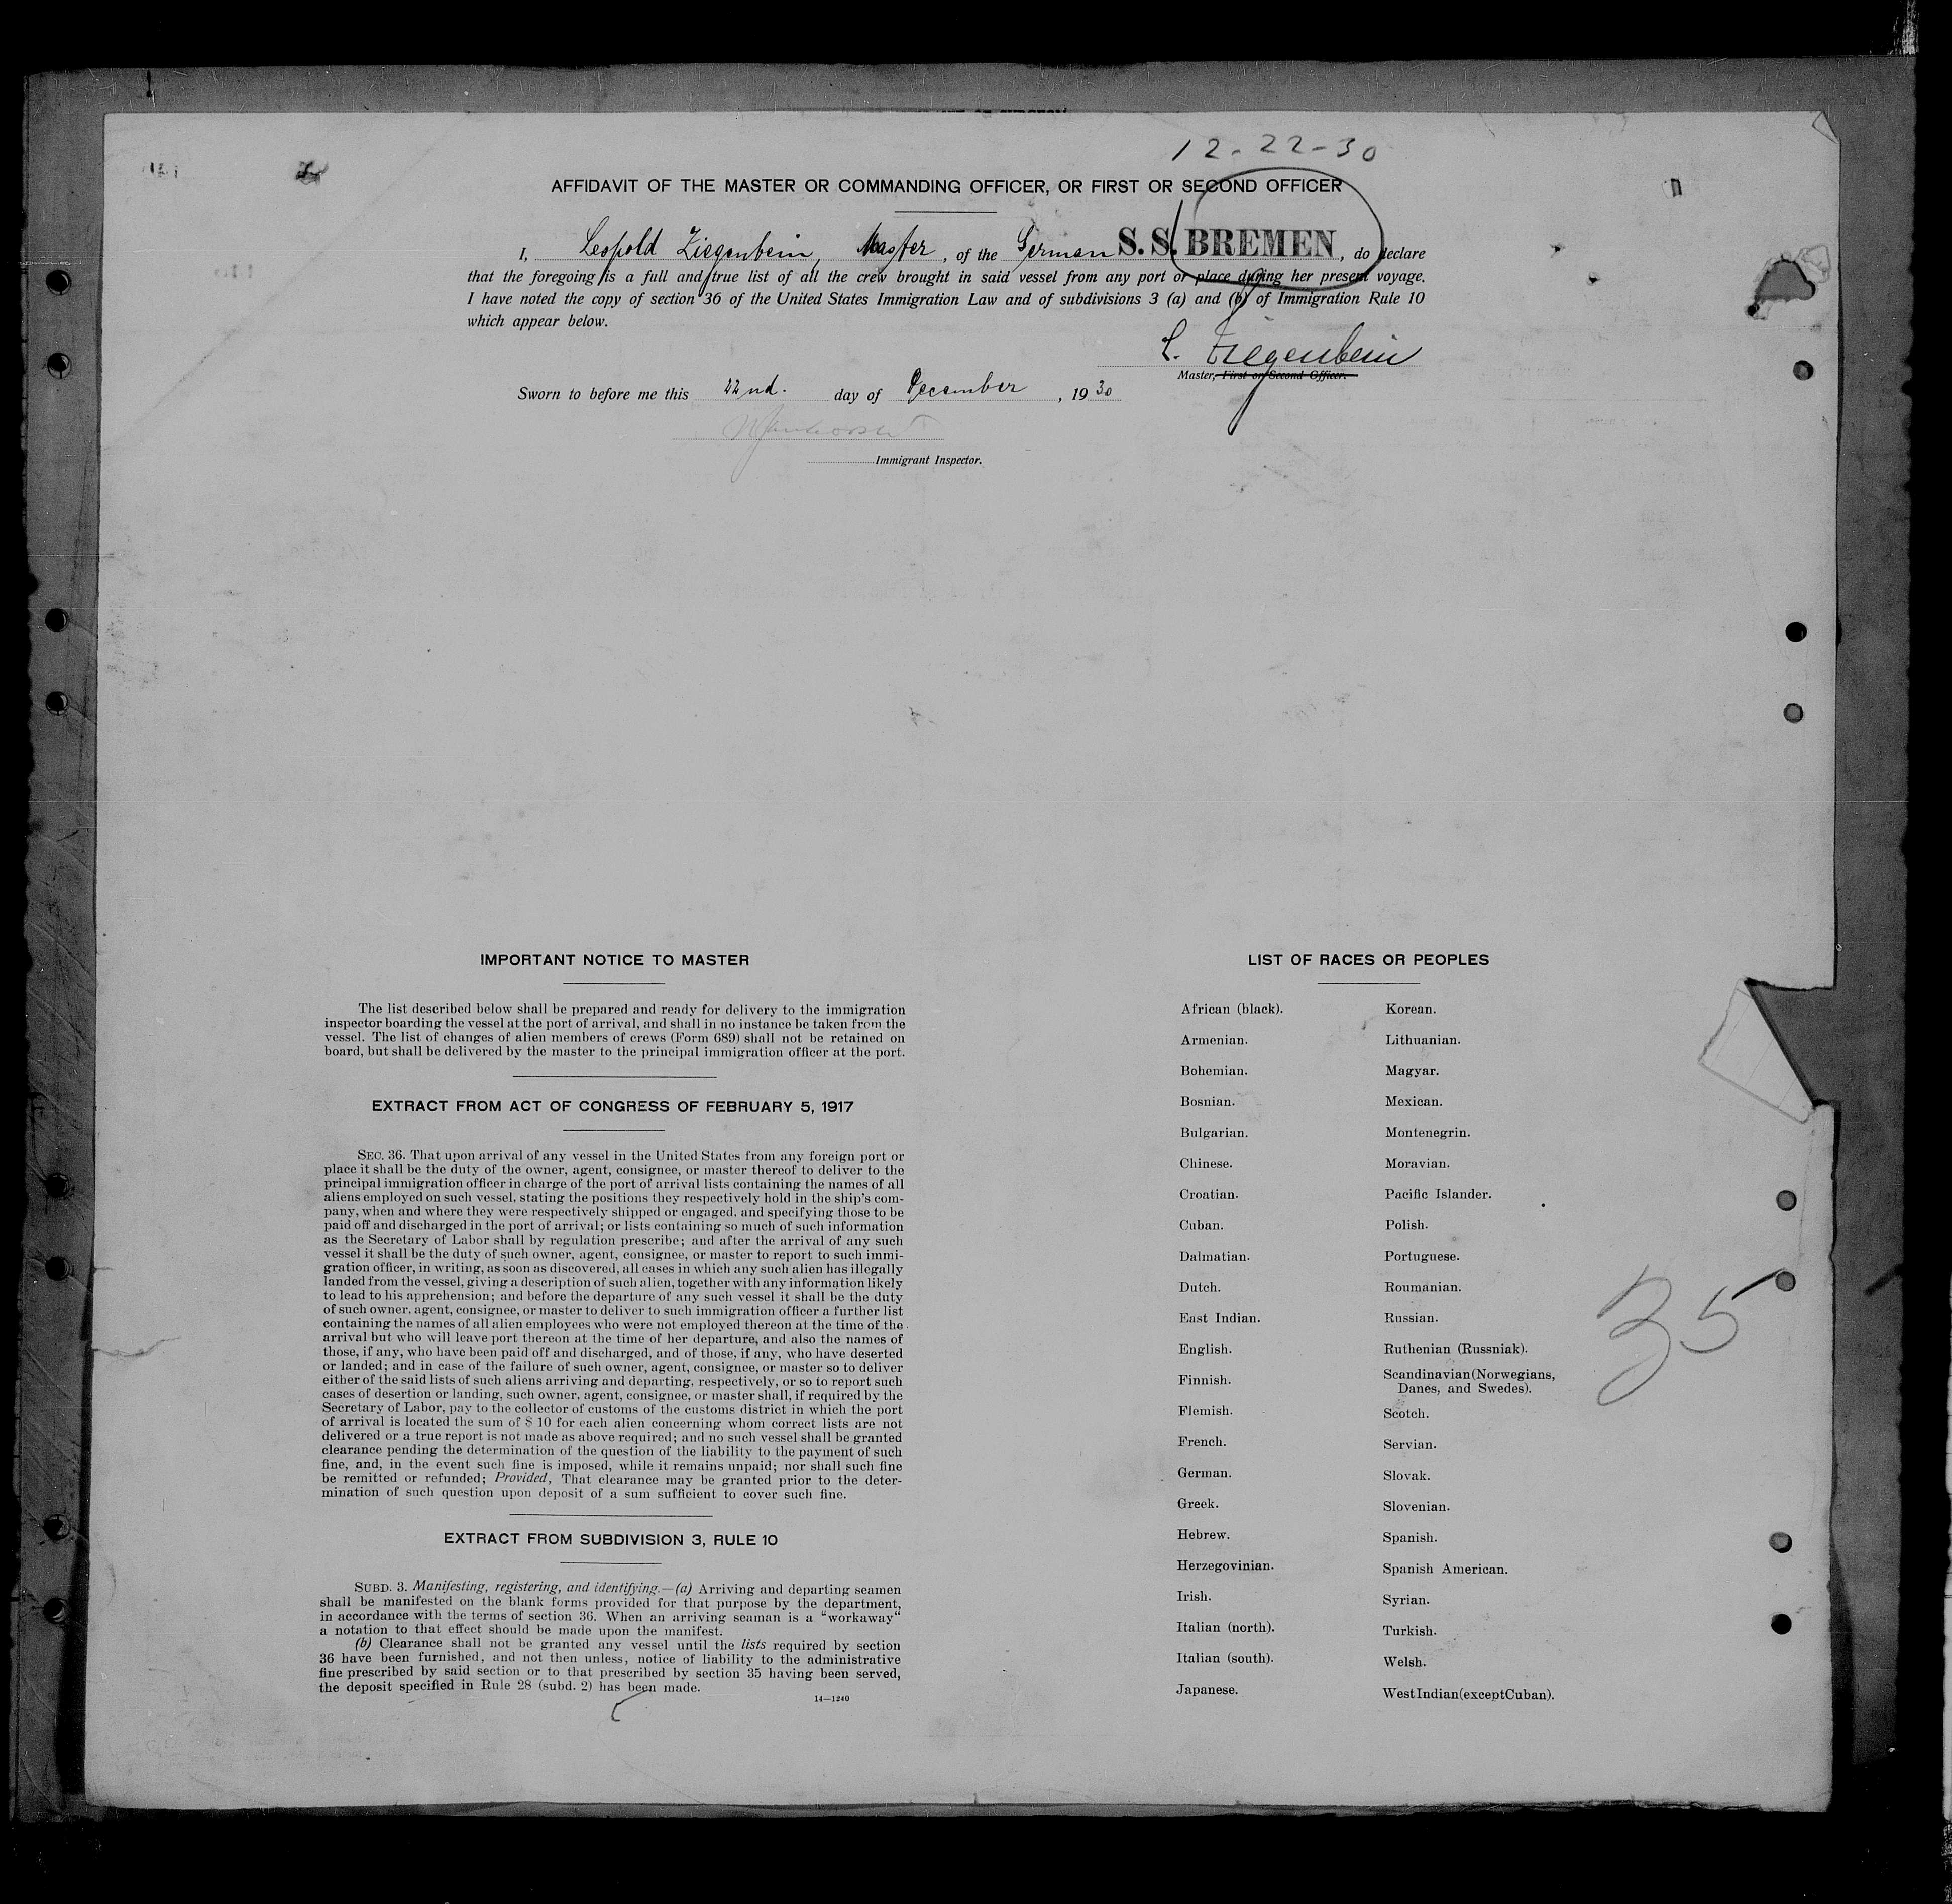 12-22-30
AFFIDAVIT OF THE MASTER OR COMMANDING OFFICER, OR FIRST OR SECOND OFFICER
I, Leopold Ziegenbein, Master, of the German S. S. BREMEN, do declare
that the foregoing is a full and true list of all the crew brought in said vessel from any port or place during her present voyage.
I have noted the copy of section 36 of the United States Immigration Law and of subdivisions 3 (a) and (b) of Immigration Rule 10
which appear below.
L. Ziegenbein
Master, First or Second Officer.
Sworn to before me this 22nd. day of December, 1930
Immigrant Inspector.
IMPORTANT NOTICE TO MASTER
The list described below shall be prepared and ready for delivery to the immigration
inspector boarding the vessel at the port of arrival, and shall in no instance be taken from the
vessel. The list of changes of alien members of crews (Form 689) shall not be retained on
board, but shall be delivered by the master to the principal immigration officer at the port.
EXTRACT FROM ACT OF CONGRESS OF FEBRUARY 5, 1917
SEC. 36. That upon arrival of any vessel in the United States from any foreign port or
place it shall be the duty of the owner, agent, consignee, or master thereof to deliver to the
principal immigration officer in charge of the port of arrival lists containing the names of all
aliens employed on such vessel, stating the positions they respectively hold in the ship's com-
pany, when and where they were respectively shipped or engaged, and specifying those to be
paid off and discharged in the port of arrival; or lists containing so much of such information
as the Secretary of Labor shall by regulation prescribe; and after the arrival of any such
vessel it shall be the duty of such owner, agent, consignee, or master to report to such immi-
gration officer, in writing, as soon as discovered, all cases in which any such alien has illegally
landed from the vessel, giving a description of such alien, together with any information likely
to lead to his apprehension; and before the departure of any such vessel it shall be the duty
of such owner, agent, consignee, or master to deliver to such immigration officer a further list
containing the names of all alien employees who were not employed thereon at the time of the
arrival but who will leave port thereon at the time of her departure, and also the names of
those, if any, who have been paid off and discharged, and of those, if any, who have deserted
or landed; and in case of the failure of such owner, agent, consignee, or master so to deliver
either of the said lists of such aliens arriving and departing, respectively, or so to report such
cases of desertion or landing, such owner, agent, consignee, or master shall, if required by the
Secretary of Labor, pay to the collector of customs of the customs district in which the port
of arrival is located the sum of $ 10 for each alien concerning whom correct lists are not
delivered or a true report is not made as above required; and no such vessel shall be granted
clearance pending the determination of the question of the liability to the payment of such
fine, and, in the event such fine is imposed, while it remains unpaid; nor shall such fine
be remitted or refunded; Provided, That clearance may be granted prior to the deter-
mination of such question upon deposit of a sum sufficient to cover such fine.
EXTRACT FROM SUBDIVISION 3, RULE 10
SUBD. 3. Manifesting, registering, and identifying.—(a) Arriving and departing seamen
shall be manifested on the blank forms provided for that purpose by the department,
in accordance with the terms of section 36. When an arriving seaman is a “workaway“
a notation to that effect should be made upon the manifest.
(b) Clearance shall not be granted any vessel until the lists required by section
36 have been furnished, and not then unless, notice of liability to the administrative
fine prescribed by said section or to that prescribed by section 35 having been served,
the deposit specified in Rule 28 (subd. 2) has been made.
14—1240
LIST OF RACES OR PEOPLES
African (black).
Armenian.
Bohemian.
Bosnian.
Bulgarian.
Chinese.
Croatian.
Cuban.
Dalmatian.
Dutch.
East Indian.
English.
Finnish.
Flemish.
French.
German.
Greek.
Hebrew.
Herzegovinian.
Irish.
Italian (north).
Italian (south).
Japanese.
Korean.
Lithuanian.
Magyar.
Mexican.
Montenegrin.
Moravian.
Pacific Islander.
Polish.
Portuguese.
Roumanian.
Russian.
Ruthenian (Russniak).
Scandinavian (Norwegians,
Danes, and Swedes).
Scotch.
Servian.
Slovak.
Slovenian.
Spanish.
Spanish American.
Syrian.
Turkish.
Welsh.
West Indian (except Cuban).
35